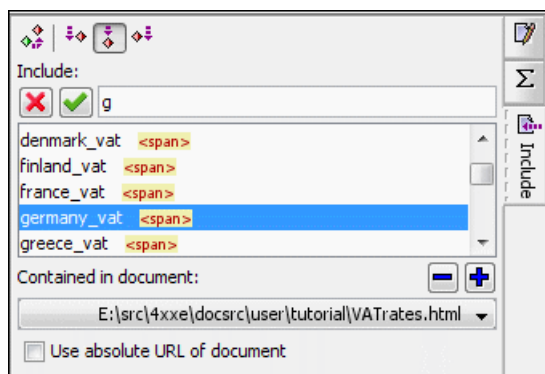 Include:
g
denmark_vat <span>
finland_vat <span>
france_vat <span>
germany_vat <span>
greece_vat <span>
Contained in document:
E:\src\4xxe\docsrc\user\tutorial\VATrates.html
Use absolute URL of document
Σ
Include